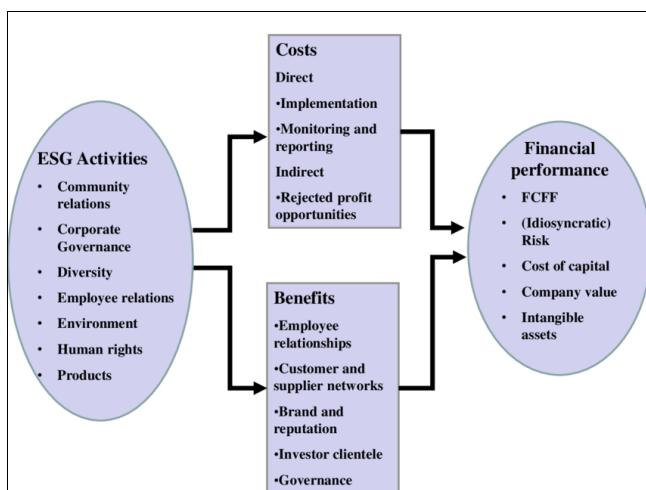 ESG Activities
• Community
relations
• Corporate
Governance
• Diversity
• Employee relations
• Environment
• Human rights
• Products
Costs
Direct
•Implementation
•Monitoring and
reporting
Indirect
•Rejected profit
opportunities
Benefits
•Employee
relationships
•Customer and
supplier networks
•Brand and
reputation
•Investor clientele
•Governance
Financial
performance
• FCFF
• (Idiosyncratic)
Risk
• Cost of capital
• Company value
• Intangible
assets